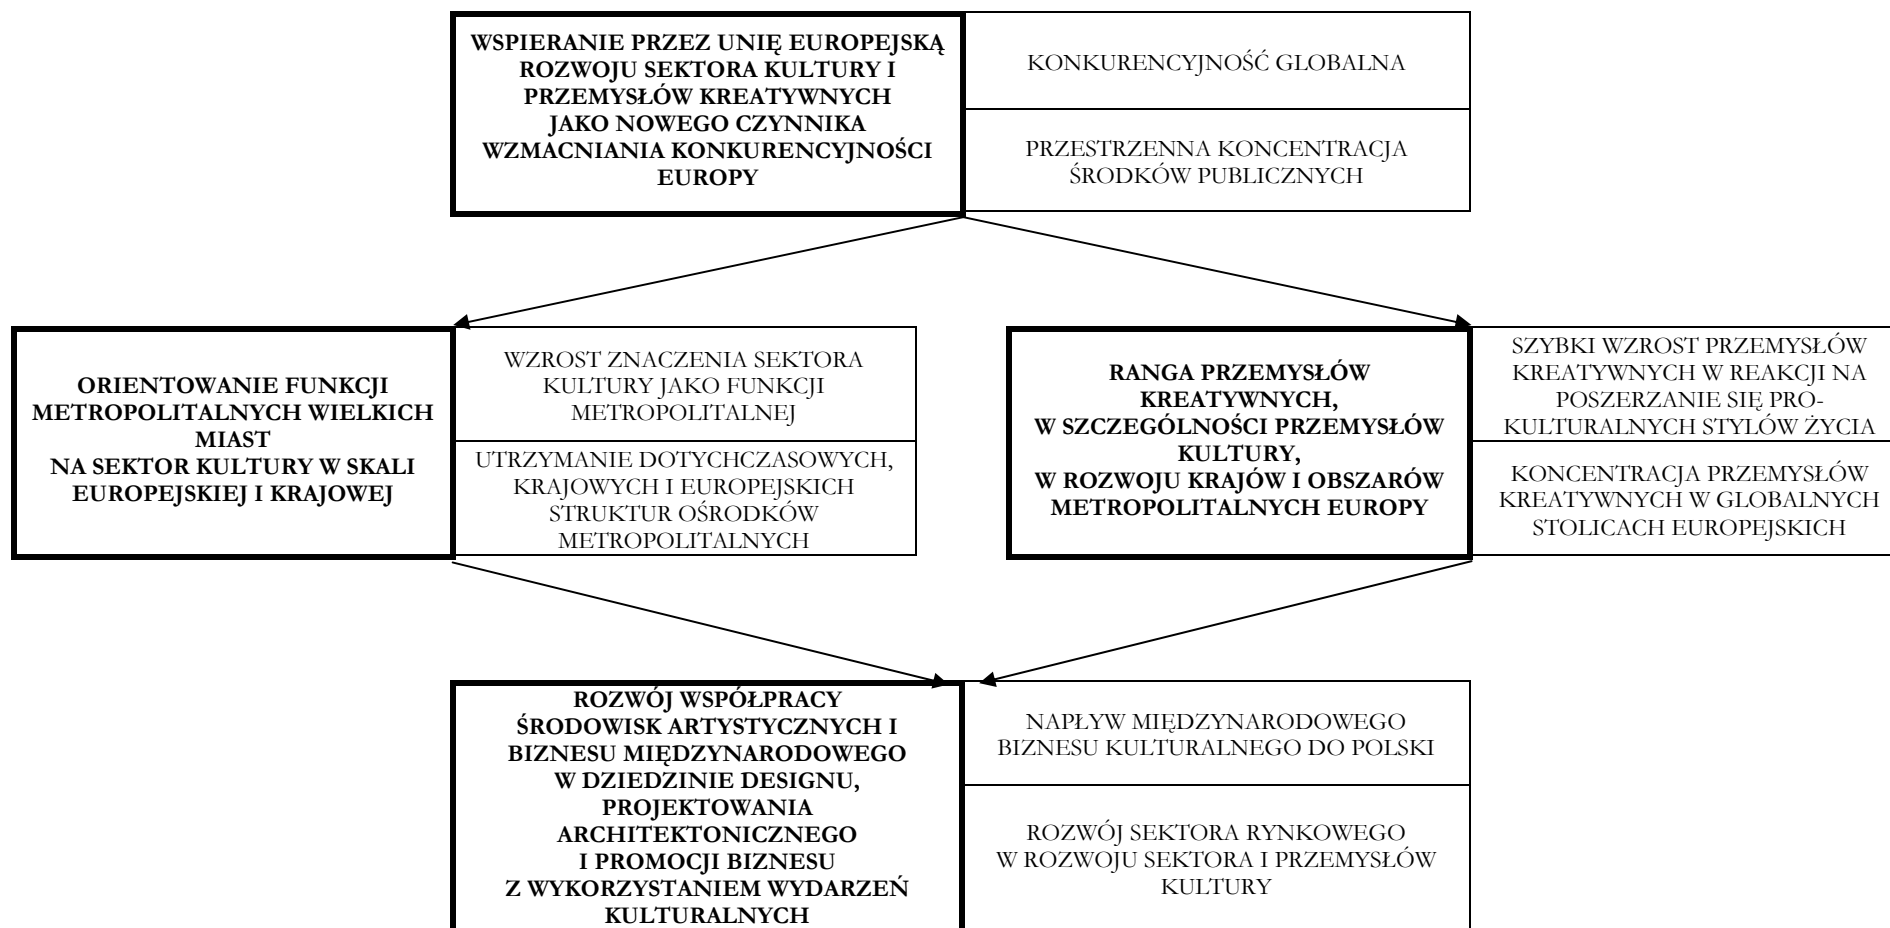 WSPIERANIE PRZEZ UNIĘ EUROPEJSKĄ
ROZWOJU SEKTORA KULTURY I
PRZEMYSŁÓW KREATYWNYCH
JAKO NOWEGO CZYNNIKA
WZMACNIANIA KONKURENCYJNOŚCI
EUROPY
KONKURENCYJNOŚĆ GLOBALNA
PRZESTRZENNA KONCENTRACJA
ŚRODKÓW PUBLICZNYCH
ORIENTOWANIE FUNKCJI
METROPOLITALNYCH WIELKICH
MIAST
NA SEKTOR KULTURY W SKALI
EUROPEJSKIEJ I KRAJOWEJ
WZROST ZNACZENIA SEKTORA
KULTURY JAKO FUNKCJI
METROPOLITALNEJ
UTRZYMANIE DOTYCHCZASOWYCH,
KRAJOWYCH I EUROPEJSKICH
STRUKTUR OŚRODKÓW
METROPOLITALNYCH
RANGA PRZEMYSŁÓW
KREATYWNYCH,
W SZCZEGÓLNOŚCI PRZEMYSŁÓW
KULTURY,
W ROZWOJU KRAJÓW I OBSZARÓW
METROPOLITALNYCH EUROPY
SZYBKI WZROST PRZEMYSŁÓW
KREATYWNYCH W REAKCJI NA
POSZERZANIE SIĘ PRO-
KULTURALNYCH STYLÓW ŻYCIA
KONCENTRACJA PRZEMYSŁÓW
KREATYWNYCH W GLOBALNYCH
STOLICACH EUROPEJSKICH
ROZWÓJ WSPÓŁPRACY
ŚRODOWISK ARTYSTYCZNYCH I
BIZNESU MIĘDZYNARODOWEGO
W DZIEDZINIE DESIGNU,
PROJEKTOWANIA
ARCHITEKTONICZNEGO
I PROMOCJI BIZNESU
Z WYKORZYSTANIEM WYDARZEŃ
KULTURALNYCH
NAPŁYW MIĘDZYNARODOWEGO
BIZNESU KULTURALNEGO DO POLSKI
ROZWÓJ SEKTORA RYNKOWEGO
W ROZWOJU SEKTORA I PRZEMYSŁÓW
KULTURY